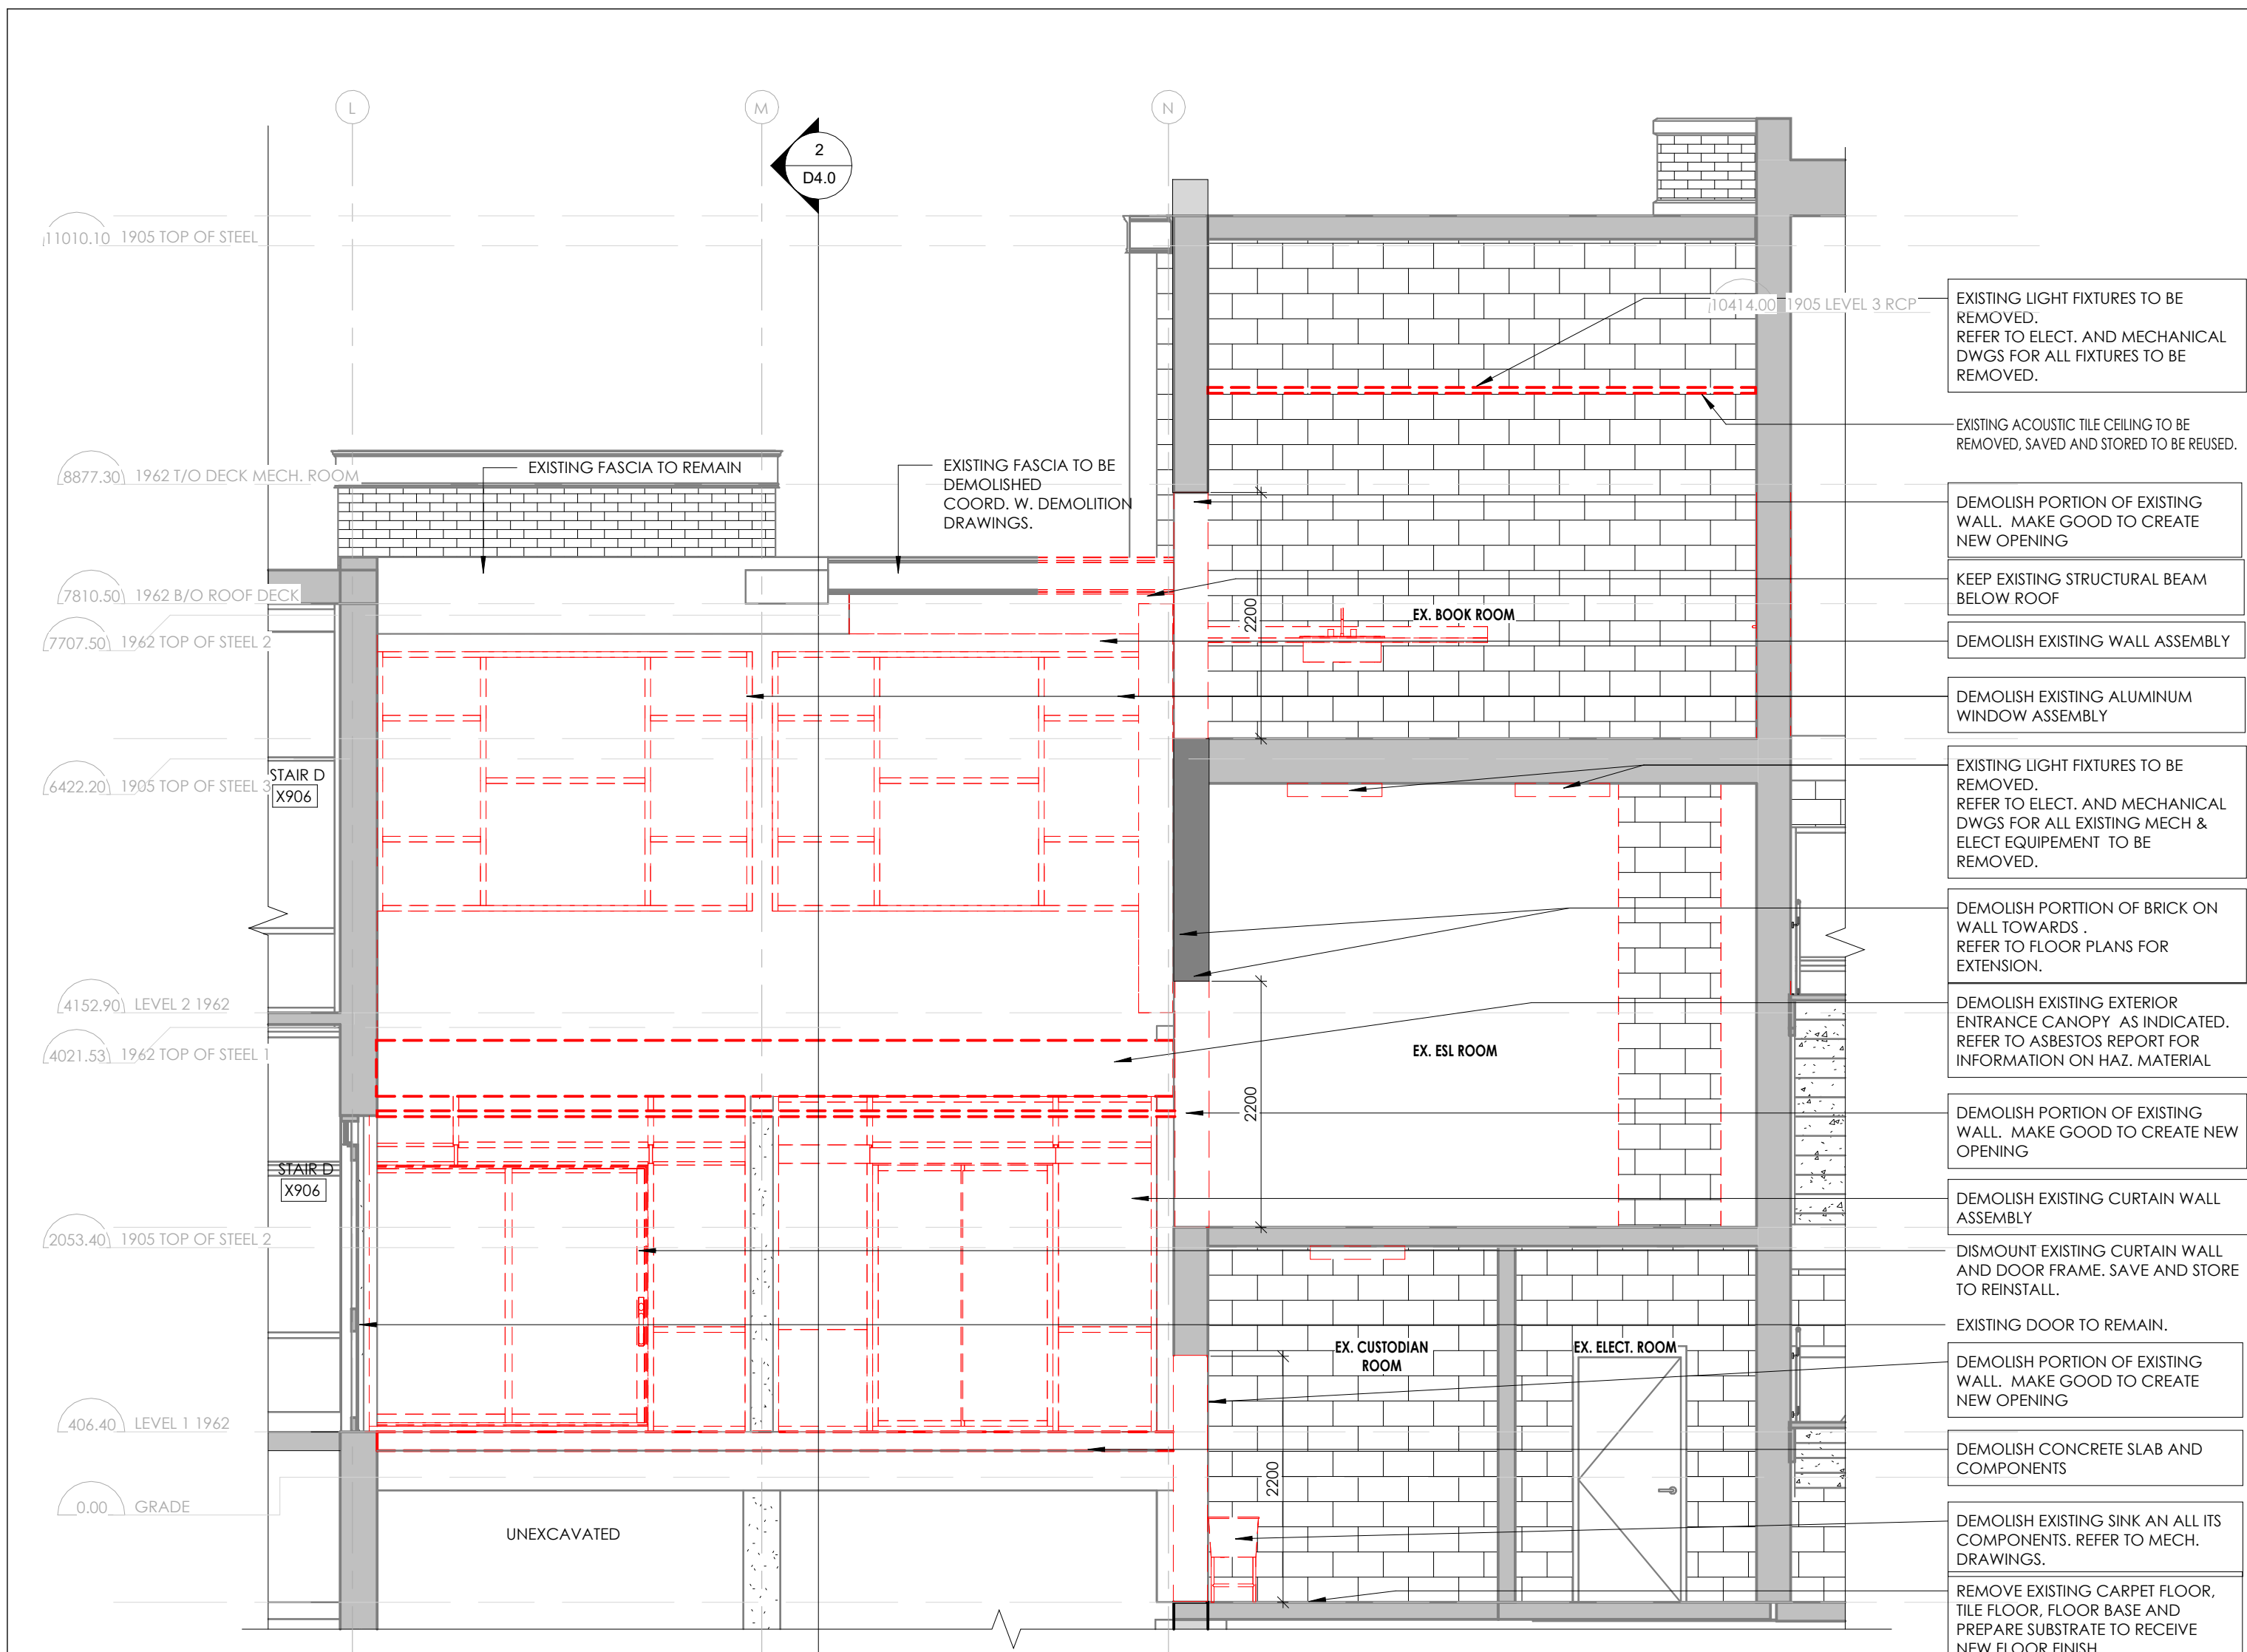 L
M
N
2
D4.0
11010.10 1905 TOP OF STEEL
8877.30 1962 T/O DECK MECH. ROOM
7810.50 1962 B/O ROOF DECK
7707.50 1962 TOP OF STEEL 2
6422.20 1905 TOP OF STEEL 3
4152.90 LEVEL 2 1962
4021.53 1962 TOP OF STEEL 1
2053.40 1905 TOP OF STEEL 2
406.40 LEVEL 1 1962
0.00 GRADE
STAIR D
X906
STAIR D
X906
EXISTING FASCIA TO REMAIN
EXISTING FASCIA TO BE
DEMOLISHED
COORD. W. DEMOLITION
DRAWINGS.
UNEXCAVATED
2200
2200
2200
EX. BOOK ROOM
EX. ESL ROOM
EX. CUSTODIAN
ROOM
EX. ELECT. ROOM
10414.00 1905 LEVEL 3 RCP
EXISTING LIGHT FIXTURES TO BE
REMOVED.
REFER TO ELECT. AND MECHANICAL
DWGS FOR ALL FIXTURES TO BE
REMOVED.
EXISTING ACOUSTIC TILE CEILING TO BE
REMOVED, SAVED AND STORED TO BE REUSED.
DEMOLISH PORTION OF EXISTING
WALL. MAKE GOOD TO CREATE
NEW OPENING
KEEP EXISTING STRUCTURAL BEAM
BELOW ROOF
DEMOLISH EXISTING WALL ASSEMBLY
DEMOLISH EXISTING ALUMINUM
WINDOW ASSEMBLY
EXISTING LIGHT FIXTURES TO BE
REMOVED.
REFER TO ELECT. AND MECHANICAL
DWGS FOR ALL EXISTING MECH &
ELECT EQUIPEMENT TO BE
REMOVED.
DEMOLISH PORTTION OF BRICK ON
WALL TOWARDS .
REFER TO FLOOR PLANS FOR
EXTENSION.
DEMOLISH EXISTING EXTERIOR
ENTRANCE CANOPY AS INDICATED.
REFER TO ASBESTOS REPORT FOR
INFORMATION ON HAZ. MATERIAL
DEMOLISH PORTION OF EXISTING
WALL. MAKE GOOD TO CREATE NEW
OPENING
DEMOLISH EXISTING CURTAIN WALL
ASSEMBLY
DISMOUNT EXISTING CURTAIN WALL
AND DOOR FRAME. SAVE AND STORE
TO REINSTALL.
EXISTING DOOR TO REMAIN.
DEMOLISH PORTION OF EXISTING
WALL. MAKE GOOD TO CREATE
NEW OPENING
DEMOLISH CONCRETE SLAB AND
COMPONENTS
DEMOLISH EXISTING SINK AN ALL ITS
COMPONENTS. REFER TO MECH.
DRAWINGS.
REMOVE EXISTING CARPET FLOOR,
TILE FLOOR, FLOOR BASE AND
PREPARE SUBSTRATE TO RECEIVE
NEW FLOOR FINISH